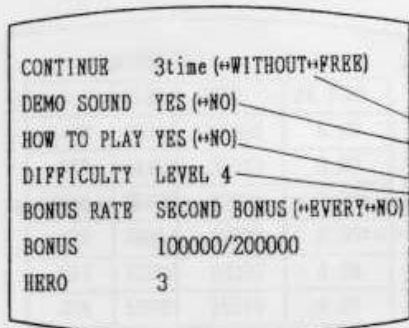 CONTINUE 3time (↔WITHOUT↔FREE)
DEMO SOUND YES (↔NO)
HOW TO PLAY YES (↔NO)
DIFFICULTY LEVEL 4
BONUS RATE SECOND BONUS (↔EVERY↔NO)
BONUS 100000/200000
HERO 3